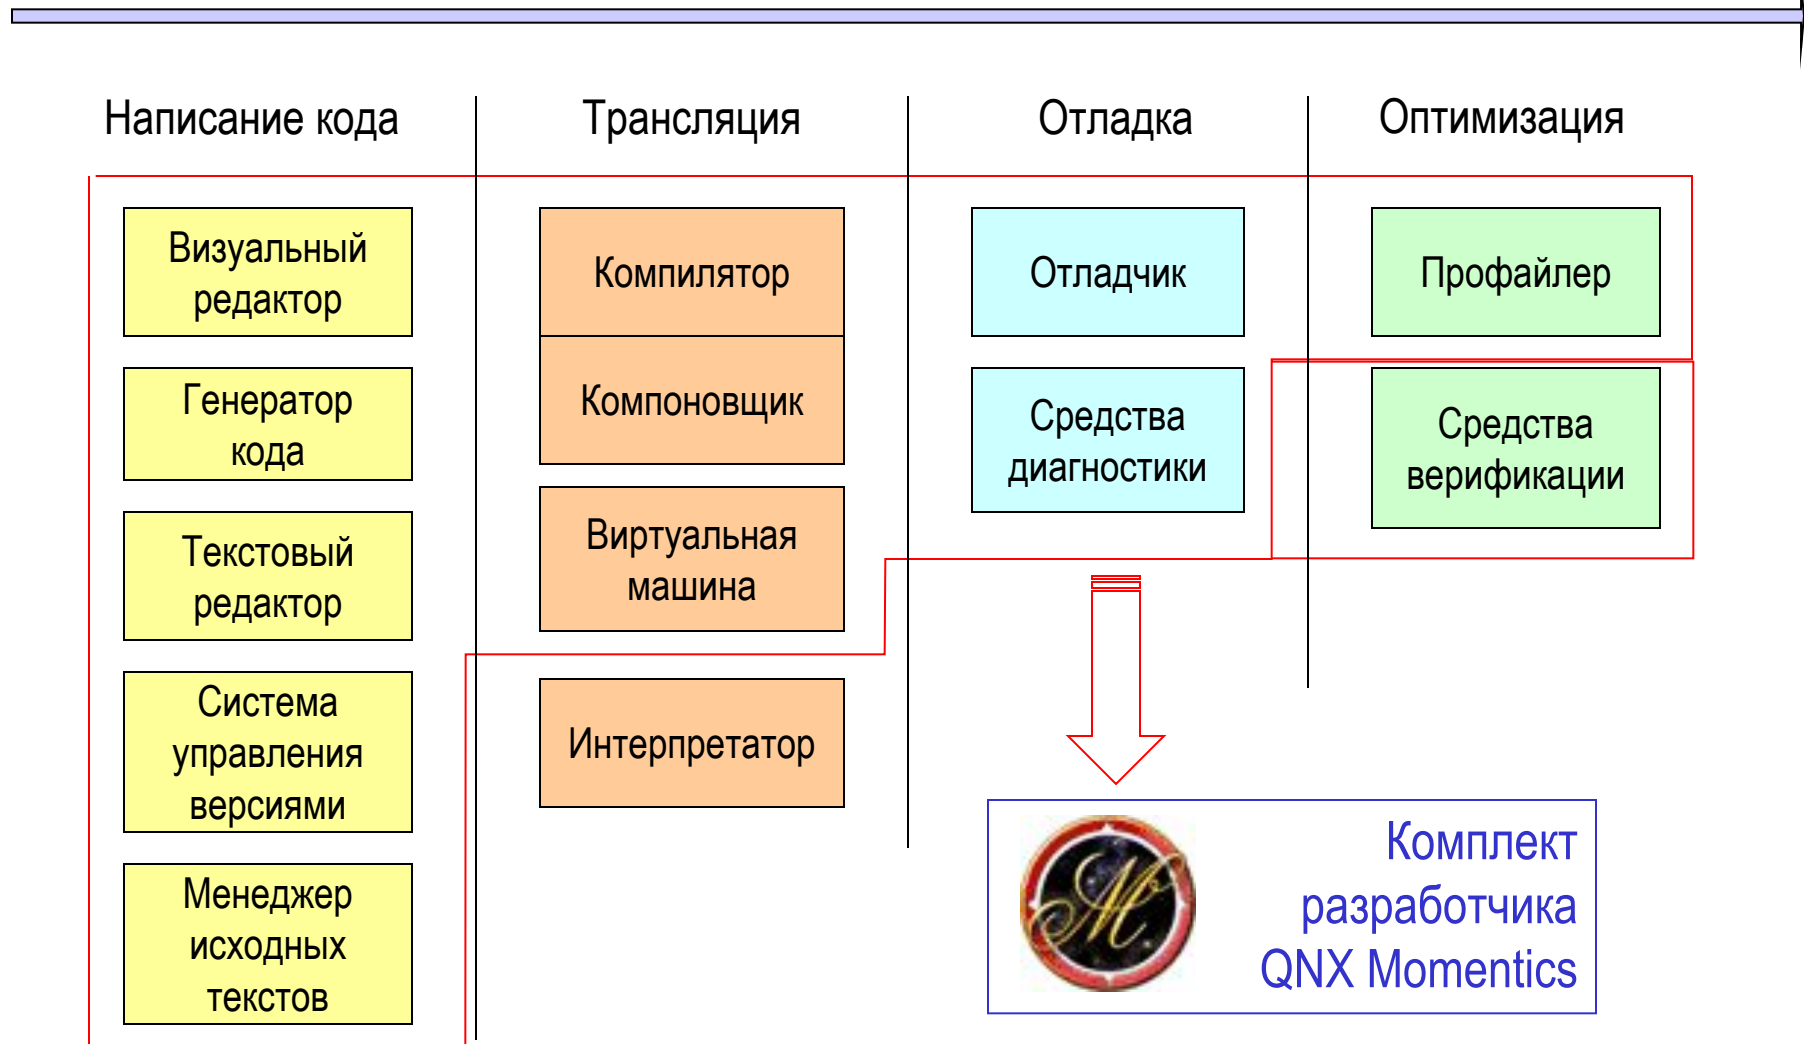 Написание кода
Трансляция
Отладка
Оптимизация
Визуальный
редактор
Генератор
кода
Текстовый
редактор
Система
управления
версиями
Менеджер
исходных
текстов
Компилятор
Компоновщик
Виртуальная
машина
Интерпретатор
Отладчик
Средства
диагностики
Профайлер
Средства
верификации
M
Комплект
разработчика
QNX Momentics